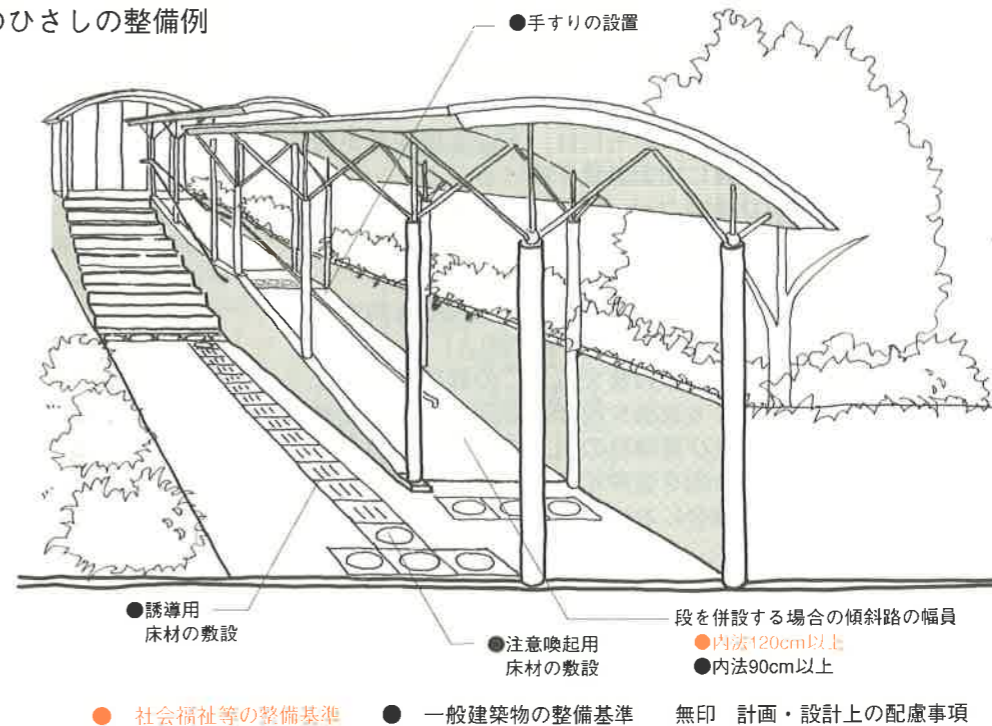 のひさしの整備例
●手すりの設置
●誘導用
床材の敷設
●注意喚起用
床材の敷設
段を併設する場合の傾斜路の幅員
●内法120cm以上
●内法90cm以上
● 社会福祉等の整備基準 ● 一般建築物の整備基準 無印 計画・設計上の配慮事項